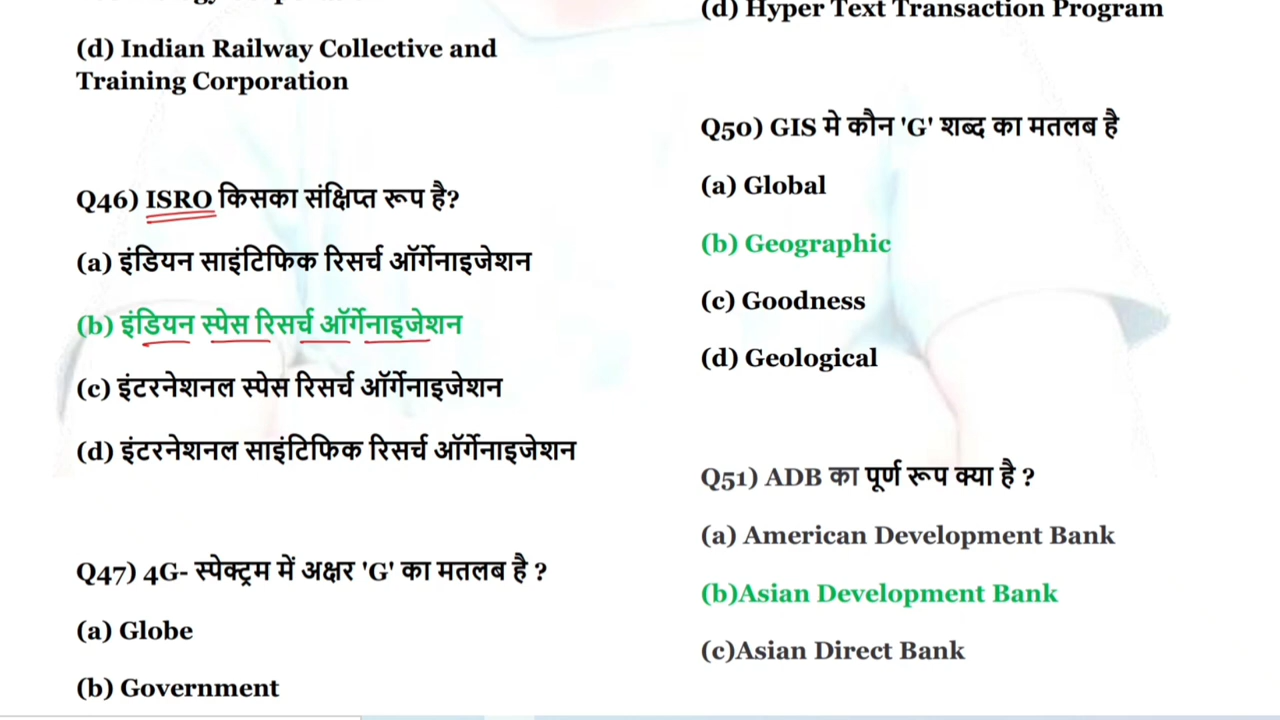 (d) Indian Railway Collective and
Training Corporation
Q46) ISRO किसका संक्षिप्त रूप है?
(a) इंडियन साइंटिफिक रिसर्च ऑर्गेनाइजेशन
(b) इंडियन स्पेस रिसर्च ऑर्गेनाइजेशन
(c) इंटरनेशनल स्पेस रिसर्च ऑर्गेनाइजेशन
(d) इंटरनेशनल साइंटिफिक रिसर्च ऑर्गेनाइजेशन
Q47) 4G- स्पेक्ट्रम में अक्षर 'G' का मतलब है ?
(a) Globe
(b) Government
(d) Hyper Text Transaction Program
Q50) GIS मे कौन 'G' शब्द का मतलब है
(a) Global
(b) Geographic
(c) Goodness
(d) Geological
Q51) ADB का पूर्ण रूप क्या है ?
(a) American Development Bank
(b)Asian Development Bank
(c)Asian Direct Bank